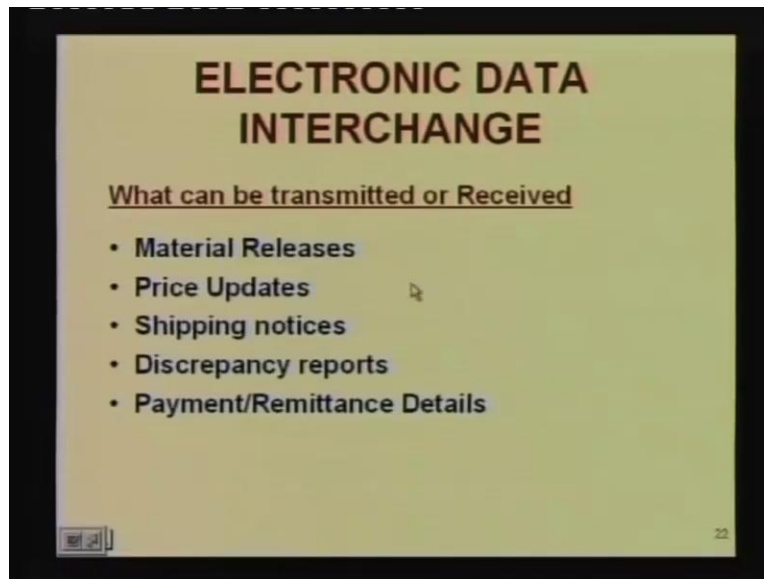 ELECTRONIC DATA
INTERCHANGE
What can be transmitted or Received
• Material Releases
• Price Updates
• Shipping notices
• Discrepancy reports
• Payment/Remittance Details
22